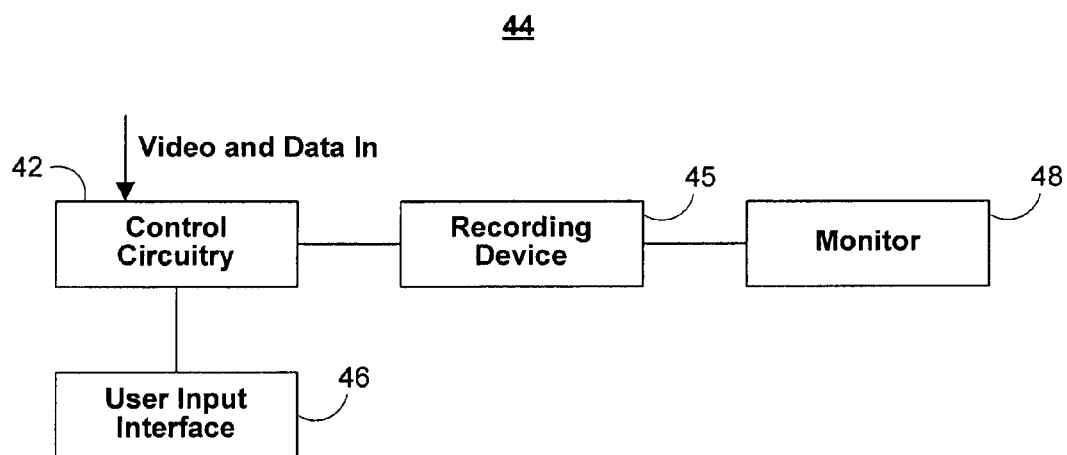 44
Video and Data In
42
45
48
Control
Circuitry
Recording
Device
Monitor
User Input
Interface
46